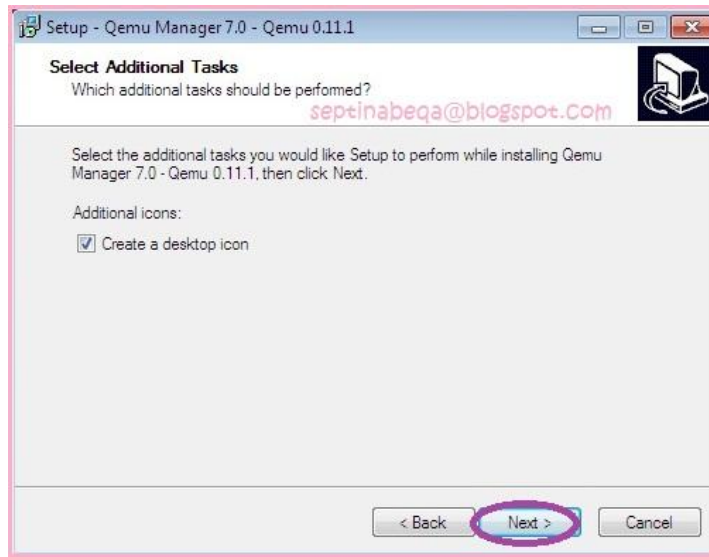 Setup - Qemu Manager 7.0 - Qemu 0.11.1
Select Additional Tasks
Which additional tasks should be performed?
septinabeqa@blogspot.com
Select the additional tasks you would like Setup to perform while installing Qemu
Manager 7.0 - Qemu 0.11.1, then click Next.
Additional icons:
Create a desktop icon
< Back Next > Cancel